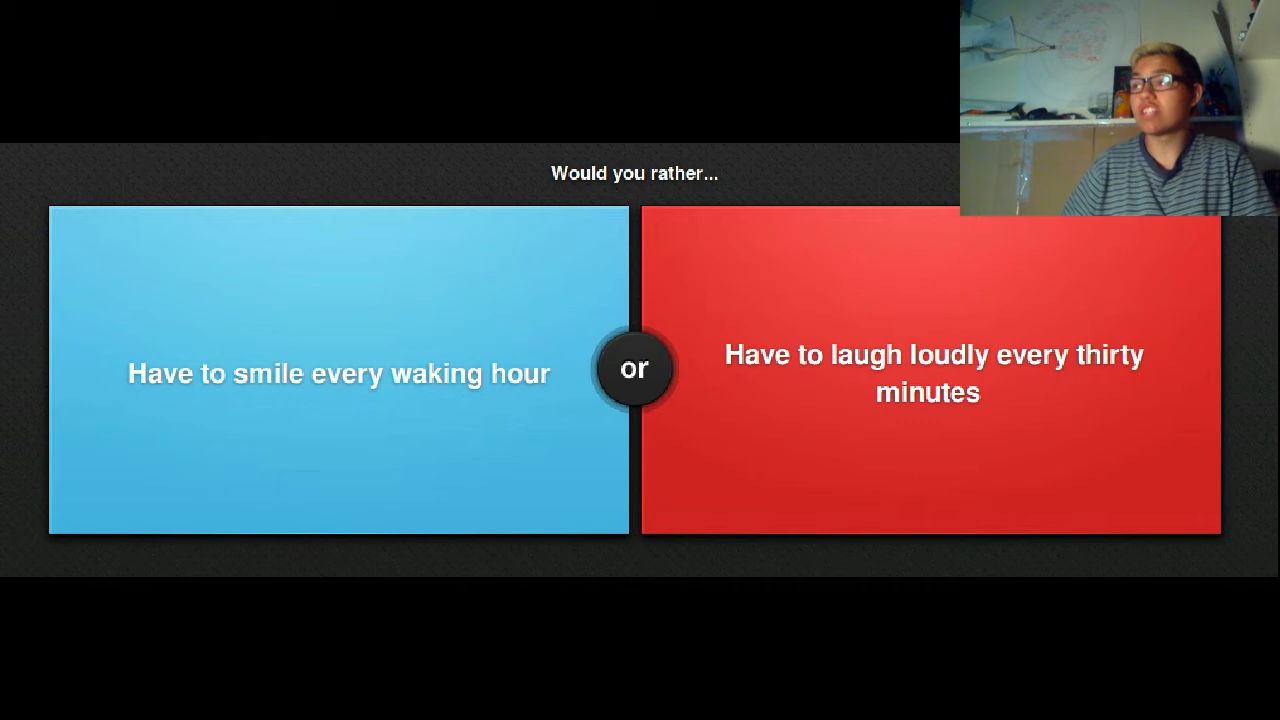 Would you rather...
Have to smile every waking hour
or
Have to laugh loudly every thirty
minutes